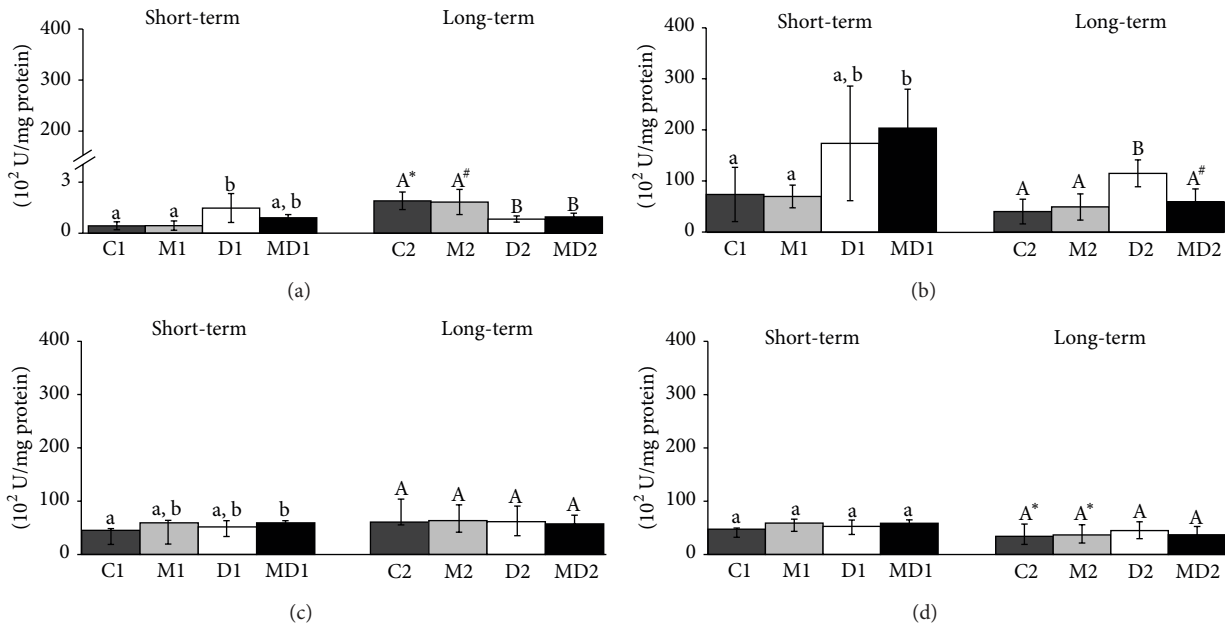 Short-term Long-term
400
300
200
3
0
(10² U/mg protein)
a a b a, b A* A# B B
C1 M1 D1 MD1 C2 M2 D2 MD2
(a)
Short-term Long-term
400
300
200
100
0
(10² U/mg protein)
a a a, b b A A B A#
C1 M1 D1 MD1 C2 M2 D2 MD2
(b)
Short-term Long-term
400
300
200
100
0
(10² U/mg protein)
a a, b a, b b A A A A
C1 M1 D1 MD1 C2 M2 D2 MD2
(c)
Short-term Long-term
400
300
200
100
0
(10² U/mg protein)
a a a a A* A* A A
C1 M1 D1 MD1 C2 M2 D2 MD2
(d)